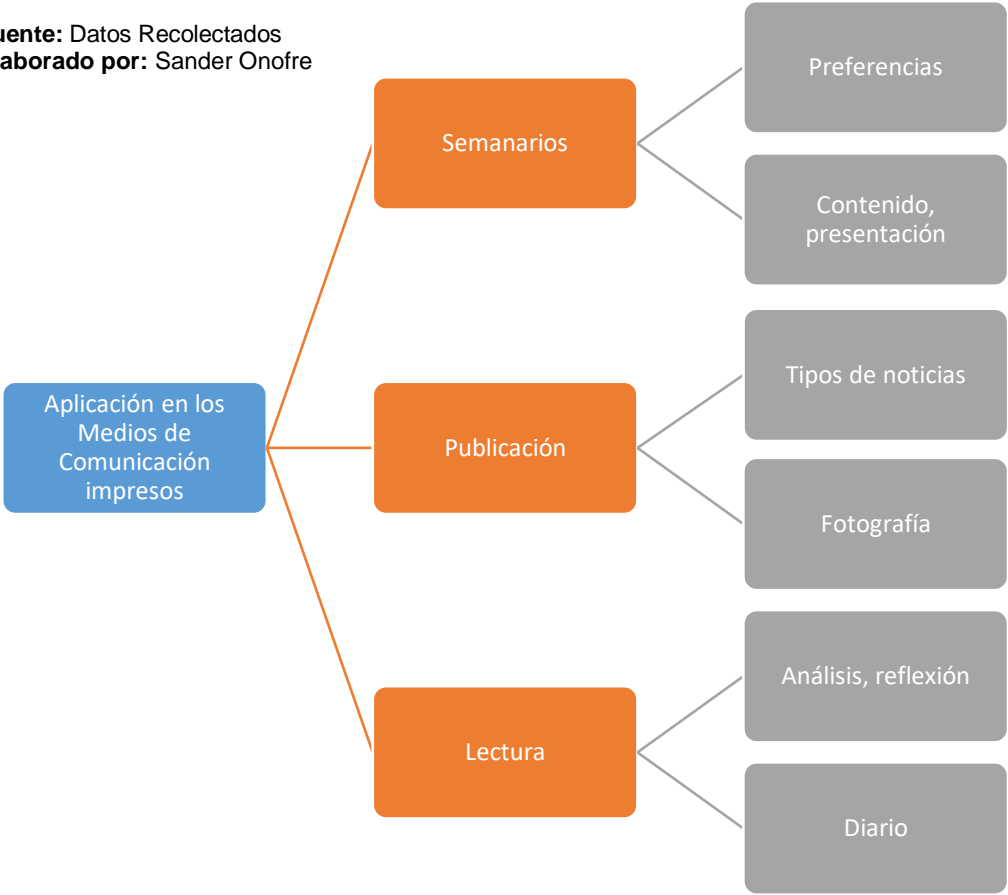 uente: Datos Recolectados
aborado por: Sander Onofre
Aplicación en los
Medios de
Comunicación
impresos
Semanarios
Preferencias
Contenido,
presentación
Publicación
Tipos de noticias
Fotografía
Lectura
Análisis, reflexión
Diario